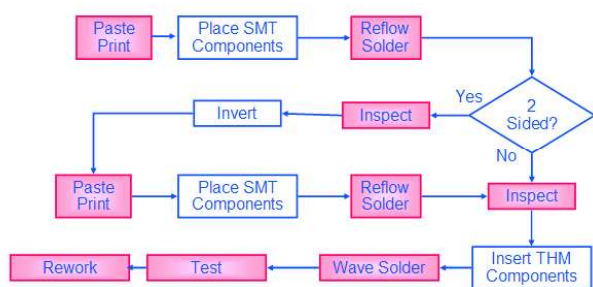 Paste
Print
Place SMT
Components
Reflow
Solder
Yes
2
Sided?
Inspect
Invert
No
Paste
Print
Place SMT
Components
Reflow
Solder
Inspect
Insert THM
Components
Wave Solder
Test
Rework